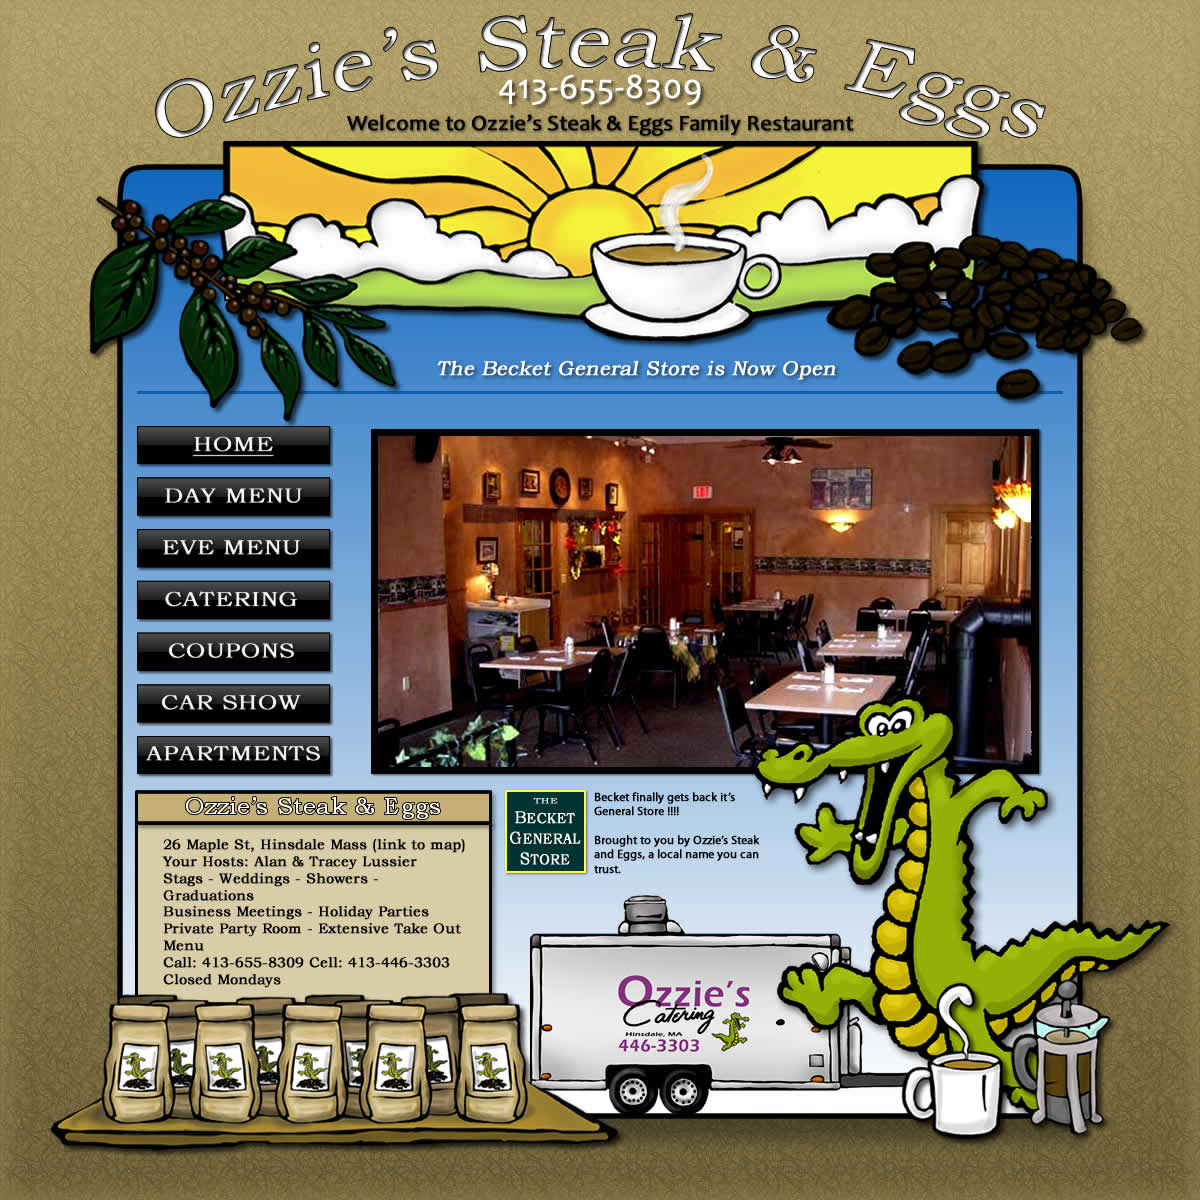 Ozzie's Steak & Eggs
413-655-8309
Welcome to Ozzie's Steak & Eggs Family Restaurant
The Becket General Store is Now Open
HOME
DAY MENU
EVE MENU
CATERING
COUPONS
CAR SHOW
APARTMENTS
Ozzie's Steak & Eggs
26 Maple St, Hinsdale Mass (link to map)
Your Hosts: Alan & Tracey Lussier
Stags - Weddings - Showers -
Graduations
Business Meetings - Holiday Parties
Private Party Room - Extensive Take Out
Menu
Call: 413-655-8309 Cell: 413-446-3303
Closed Mondays
THE
BECKET
GENERAL
STORE
Becket finally gets back it's
General Store !!!!
Brought to you by Ozzie's Steak
and Eggs, a local name you can
trust.
Ozzie's
Catering
Hinsdale, MA
446-3303